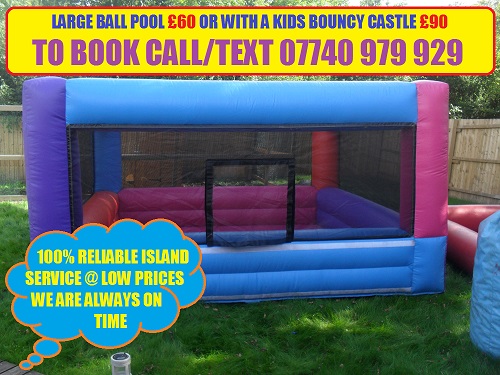 LARGE BALL POOL £60 OR WITH A KIDS BOUNCY CASTLE £90
TO BOOK CALL/TEXT 07740 979 929
100% RELIABLE ISLAND
SERVICE @ LOW PRICES
WE ARE ALWAYS ON
TIME